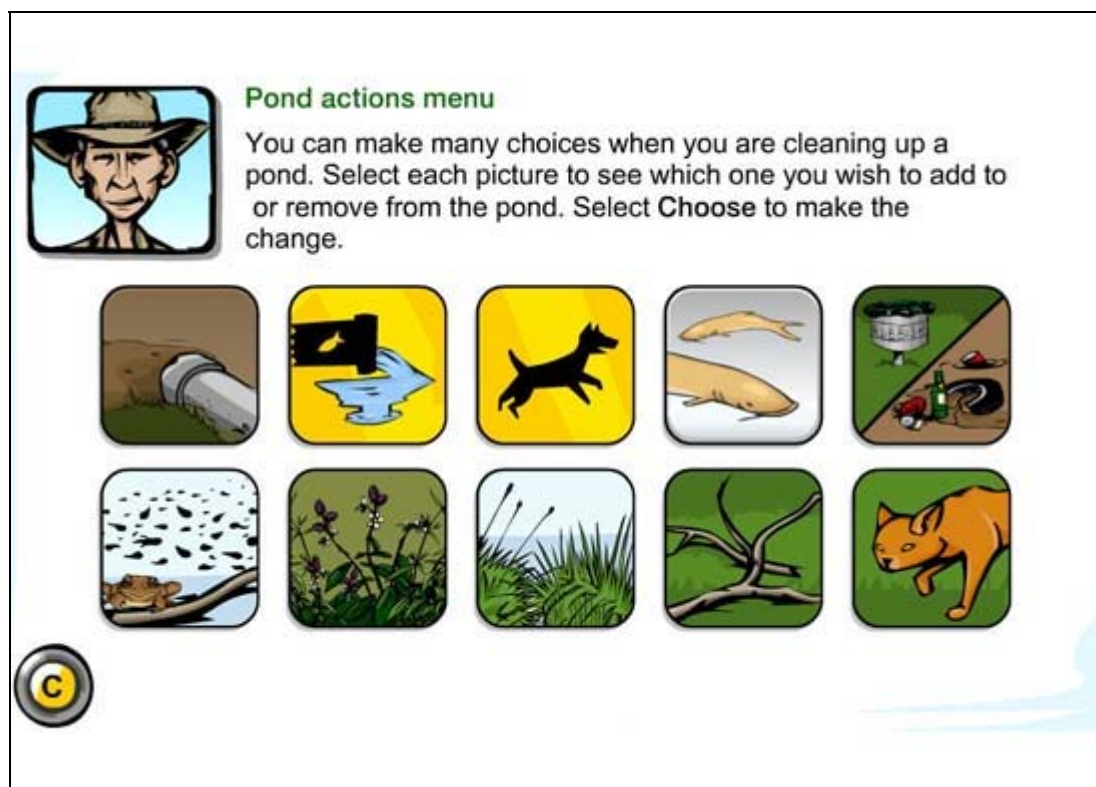 Pond actions menu
You can make many choices when you are cleaning up a
pond. Select each picture to see which one you wish to add to
or remove from the pond. Select Choose to make the
change.
C